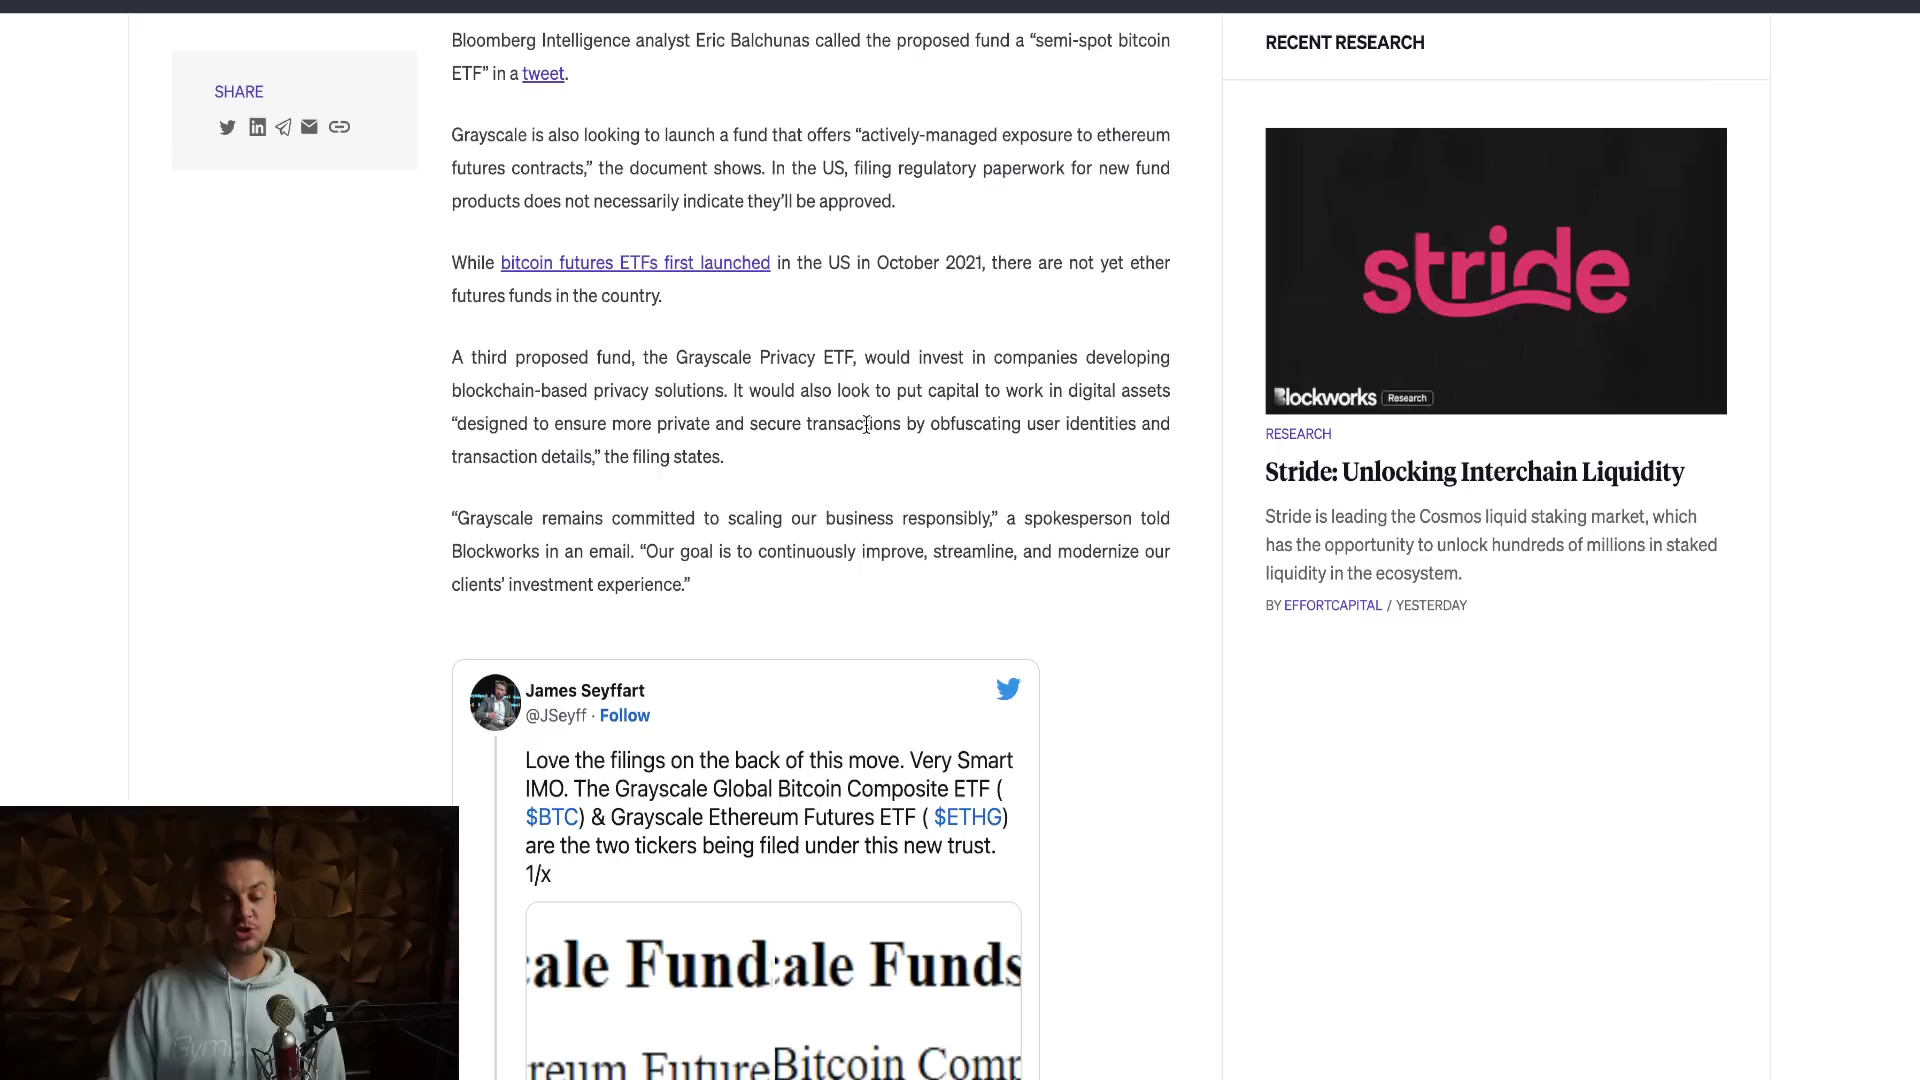 Bloomberg Intelligence analyst Eric Balchunas called the proposed fund a “semi-spot bitcoin
ETF” in a tweet.
SHARE
Grayscale is also looking to launch a fund that offers “actively-managed exposure to ethereum
futures contracts,” the document shows. In the US, filing regulatory paperwork for new fund
products does not necessarily indicate they’ll be approved.
While bitcoin futures ETFs first launched in the US in October 2021, there are not yet ether
futures funds in the country.
A third proposed fund, the Grayscale Privacy ETF, would invest in companies developing
blockchain-based privacy solutions. It would also look to put capital to work in digital assets
“designed to ensure more private and secure transactions by obfuscating user identities and
transaction details,” the filing states.
“Grayscale remains committed to scaling our business responsibly,” a spokesperson told
Blockworks in an email. “Our goal is to continuously improve, streamline, and modernize our
clients’ investment experience.”
James Seyffart
@JSeyff · Follow
Love the filings on the back of this move. Very Smart
IMO. The Grayscale Global Bitcoin Composite ETF (
$BTC) & Grayscale Ethereum Futures ETF ( $ETHG)
are the two tickers being filed under this new trust.
1/x
cale Fund
cale Funds
reum Future
Bitcoin Comp
Gym
RECENT RESEARCH
stride
Blockworks Research
RESEARCH
Stride: Unlocking Interchain Liquidity
Stride is leading the Cosmos liquid staking market, which
has the opportunity to unlock hundreds of millions in staked
liquidity in the ecosystem.
BY EFFORTCAPITAL / YESTERDAY